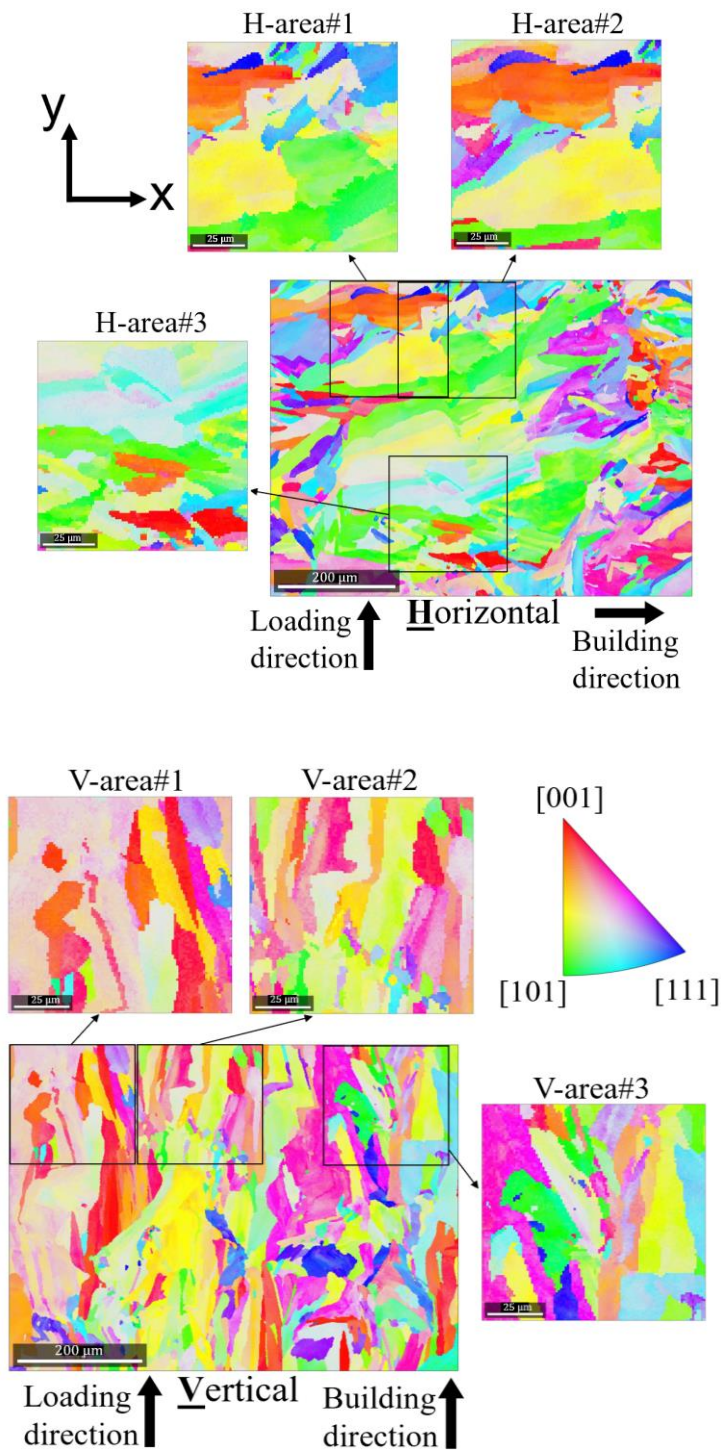 H-area#1
H-area#2
y
x
25 μm
25 μm
H-area#3
25 μm
200 μm
Loading
direction
Horizontal
Building
direction
V-area#1
V-area#2
[001]
[101]
[111]
25 μm
25 μm
V-area#3
25 μm
200 μm
Loading
direction
Vertical
Building
direction